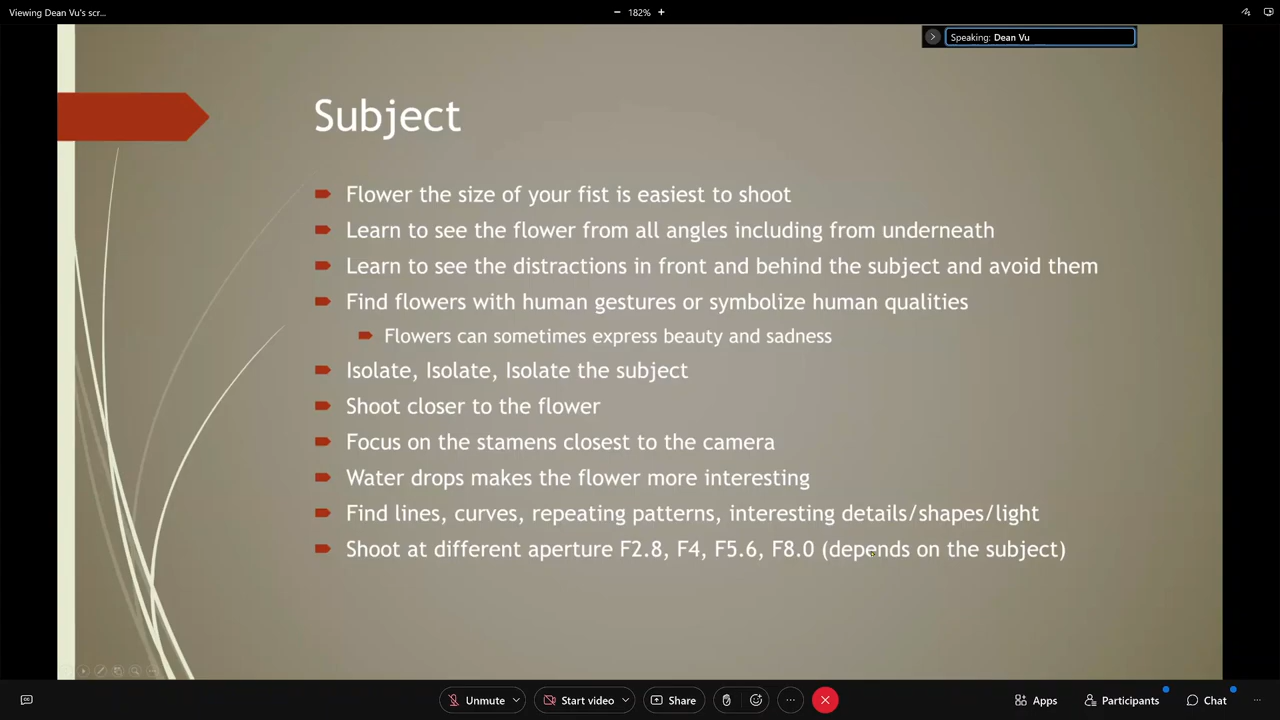 Viewing Dean Vu's scr...
− 182% +
Speaking: Dean Vu
Subject
Flower the size of your fist is easiest to shoot
Learn to see the flower from all angles including from underneath
Learn to see the distractions in front and behind the subject and avoid them
Find flowers with human gestures or symbolize human qualities
Flowers can sometimes express beauty and sadness
Isolate, Isolate, Isolate the subject
Shoot closer to the flower
Focus on the stamens closest to the camera
Water drops makes the flower more interesting
Find lines, curves, repeating patterns, interesting details/shapes/light
Shoot at different aperture F2.8, F4, F5.6, F8.0 (depends on the subject)
Unmute Start video Share Apps Participants Chat